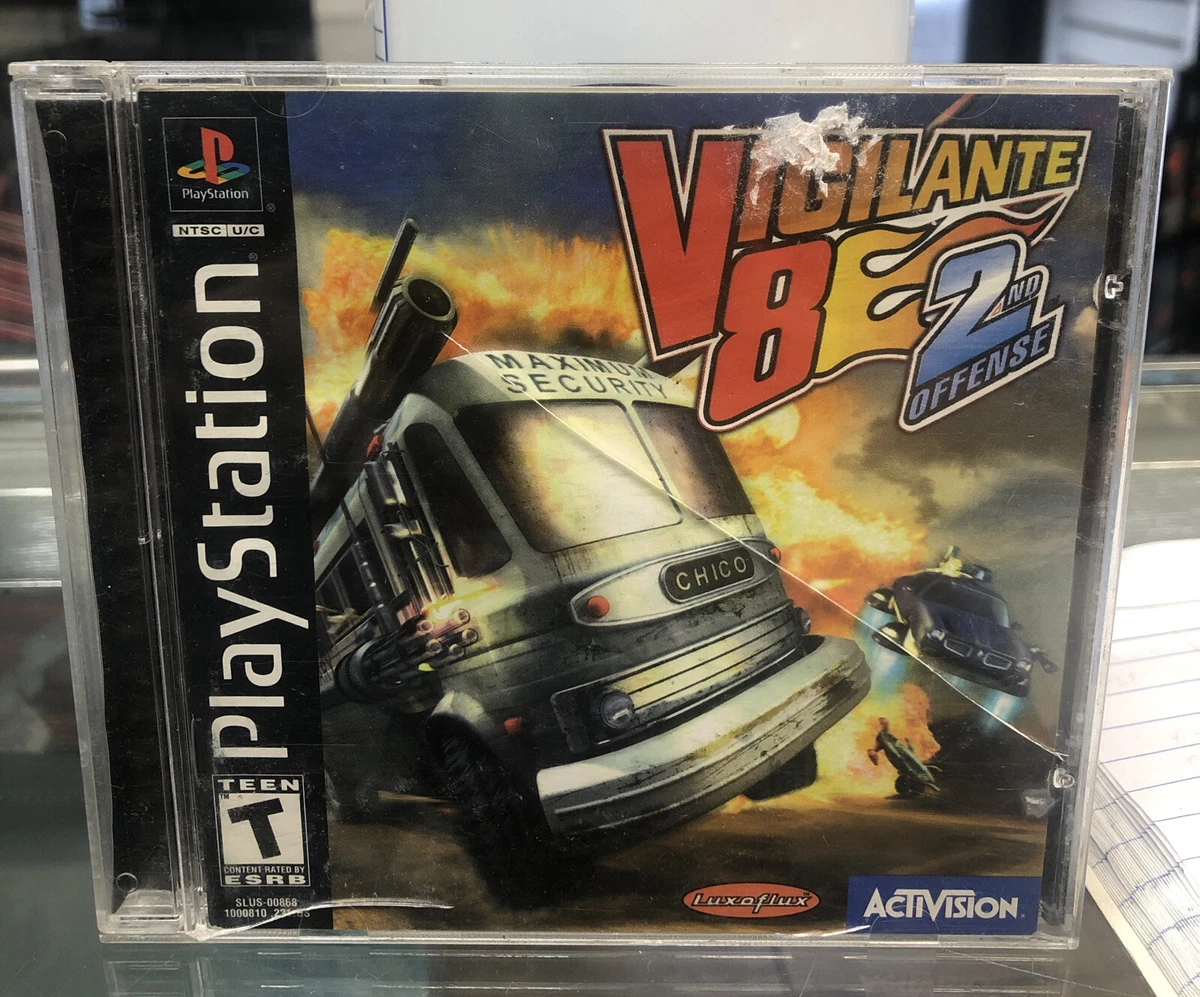 PlayStation
NTSC U/C
PlayStation
TEEN
T
CONTENT RATED BY
ESRB
SLUS-00868
VIGILANTE
8
2ND
OFFENSE
MAXIMUM
SECURITY
CHICO
Luxoflux
ACTIVISION